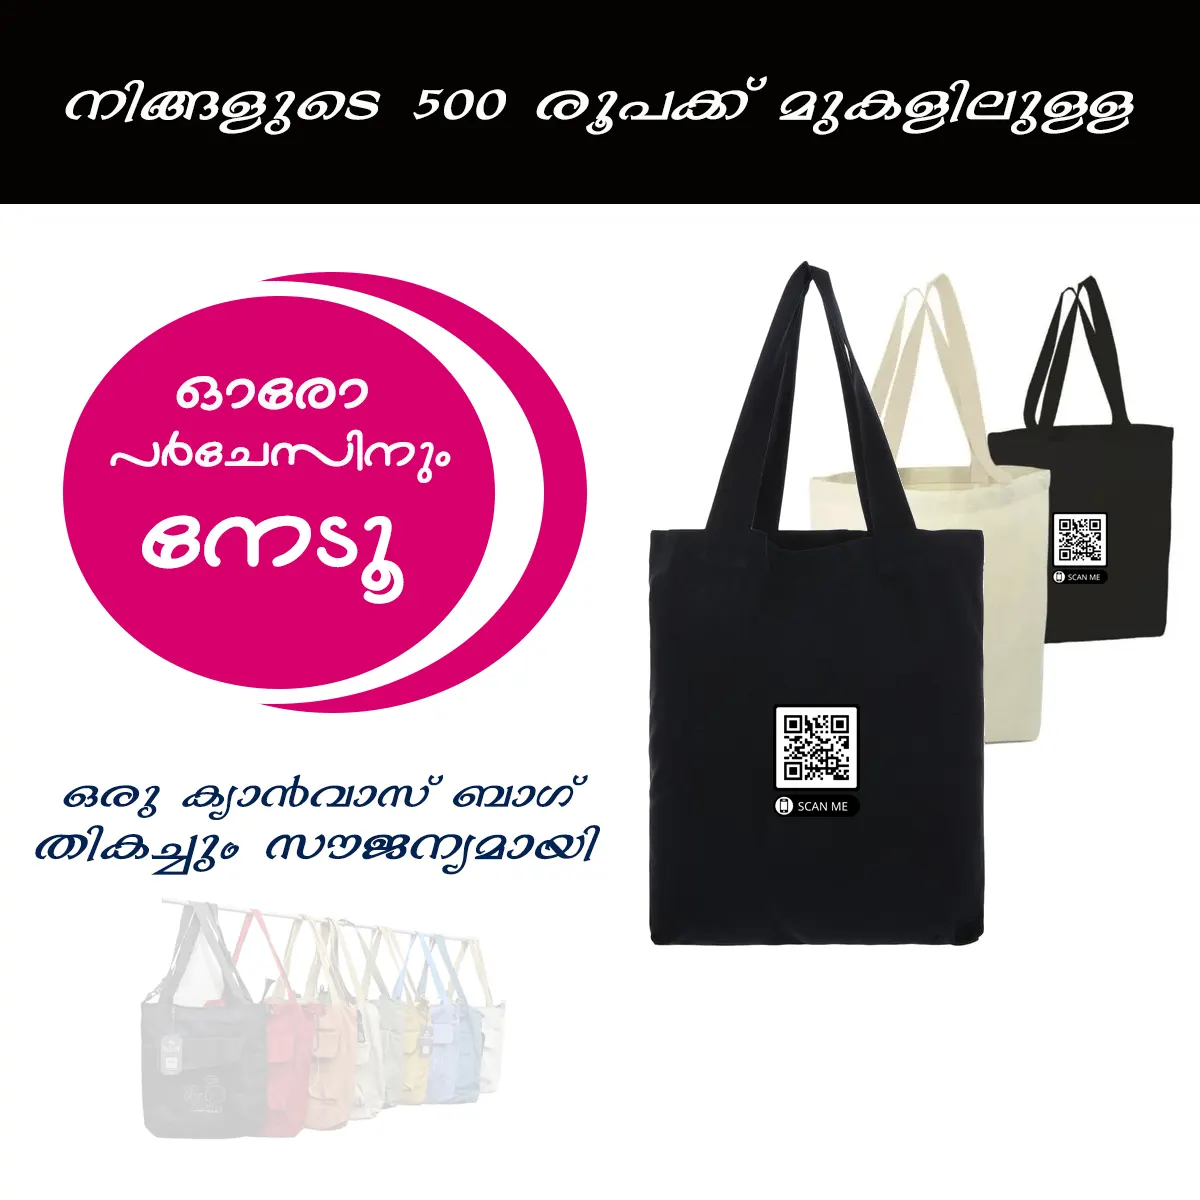 നിങ്ങളുടെ 500 രൂപക്ക് മുകളിലുള്ള
ഓരോ
പർചേസിനും
നേടൂ
ഒരു ക്യാൻവാസ് ബാഗ്
തികച്ചും സൗജന്യമായി
SCAN ME
SCAN ME